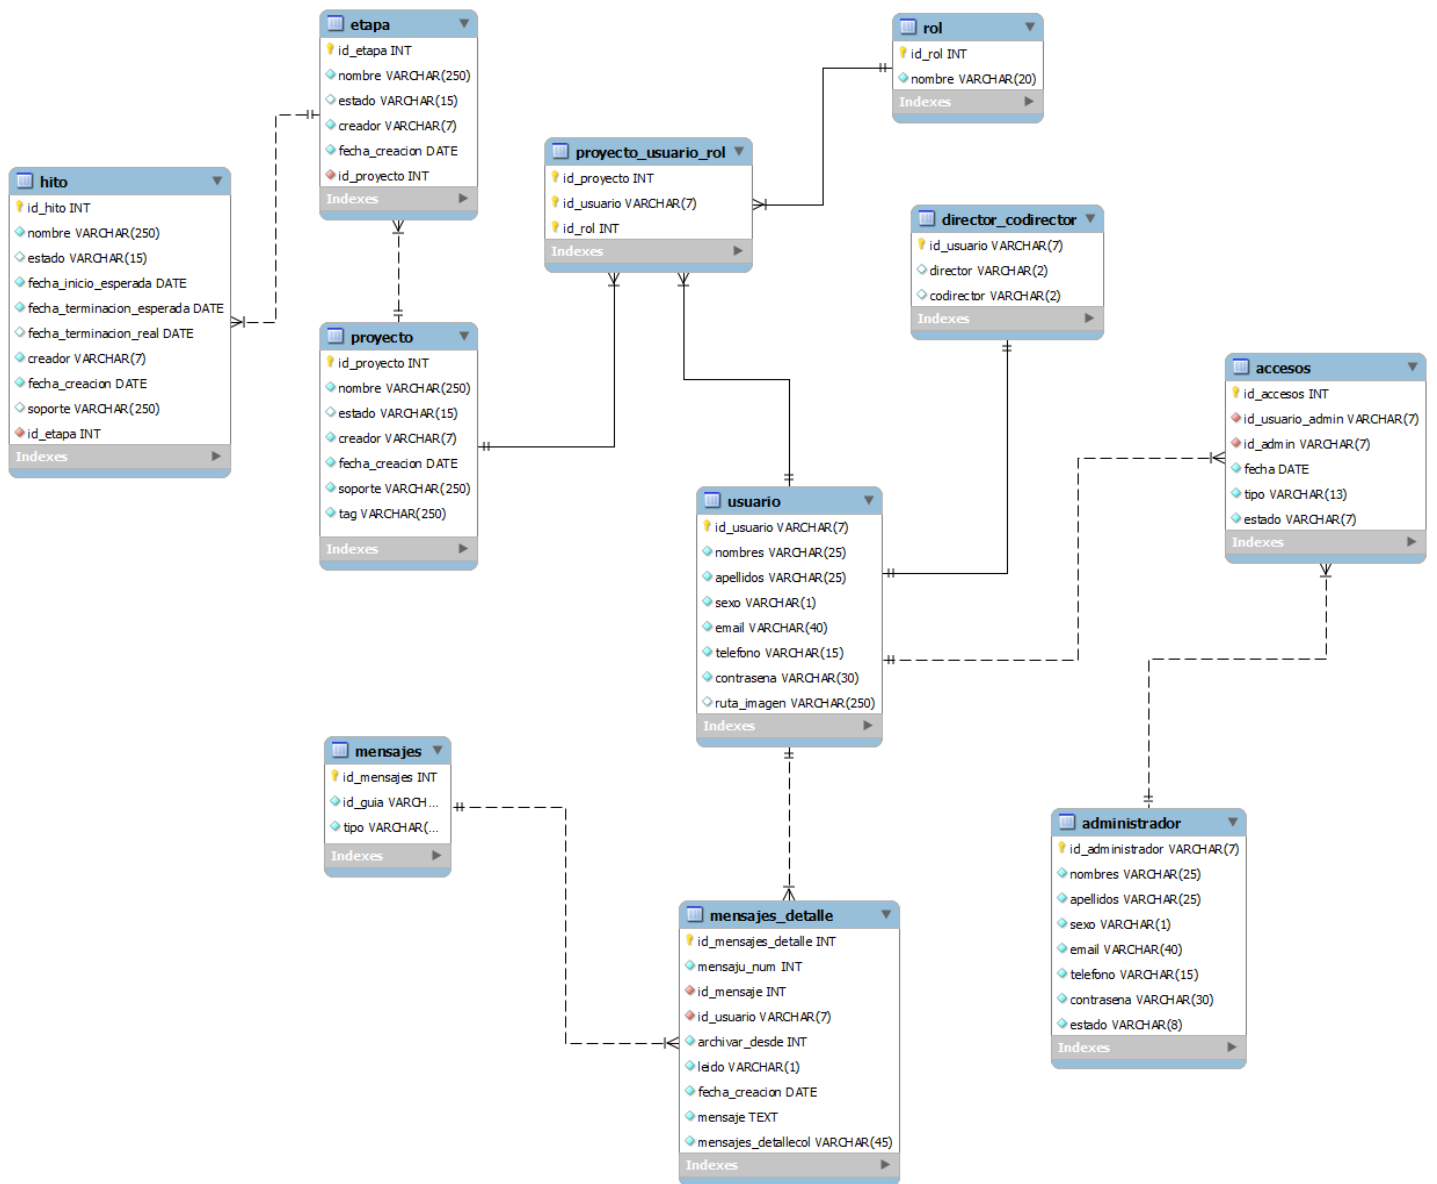 etapa
id_etapa INT
nombre VARCHAR(250)
estado VARCHAR(15)
creador VARCHAR(7)
fecha_creacion DATE
id_proyecto INT
Indexes
rol
id_rol INT
nombre VARCHAR(20)
Indexes
proyecto_usuario_rol
id_proyecto INT
id_usuario VARCHAR(7)
id_rol INT
Indexes
hito
id_hito INT
nombre VARCHAR(250)
estado VARCHAR(15)
fecha_inicio_esperada DATE
fecha_terminacion_esperada DATE
fecha_terminacion_real DATE
creador VARCHAR(7)
fecha_creacion DATE
soporte VARCHAR(250)
id_etapa INT
Indexes
director_codirector
id_usuario VARCHAR(7)
director VARCHAR(2)
codirector VARCHAR(2)
Indexes
proyecto
id_proyecto INT
nombre VARCHAR(250)
estado VARCHAR(15)
creador VARCHAR(7)
fecha_creacion DATE
soporte VARCHAR(250)
tag VARCHAR(250)
Indexes
accesos
id_accesos INT
id_usuario_admin VARCHAR(7)
id_admin VARCHAR(7)
fecha DATE
tipo VARCHAR(13)
estado VARCHAR(7)
Indexes
usuario
id_usuario VARCHAR(7)
nombres VARCHAR(25)
apellidos VARCHAR(25)
sexo VARCHAR(1)
email VARCHAR(40)
telefono VARCHAR(15)
contrasena VARCHAR(30)
ruta_imagen VARCHAR(250)
Indexes
mensajes
id_mensajes INT
id_guia VARCH...
tipo VARCHAR(...
Indexes
administrador
id_administrador VARCHAR(7)
nombres VARCHAR(25)
apellidos VARCHAR(25)
sexo VARCHAR(1)
email VARCHAR(40)
telefono VARCHAR(15)
contrasena VARCHAR(30)
estado VARCHAR(8)
Indexes
mensajes_detalle
id_mensajes_detalle INT
mensaju_num INT
id_mensaje INT
id_usuario VARCHAR(7)
archivar_desde INT
leido VARCHAR(1)
fecha_creacion DATE
mensaje TEXT
mensajes_detallecol VARCHAR(45)
Indexes